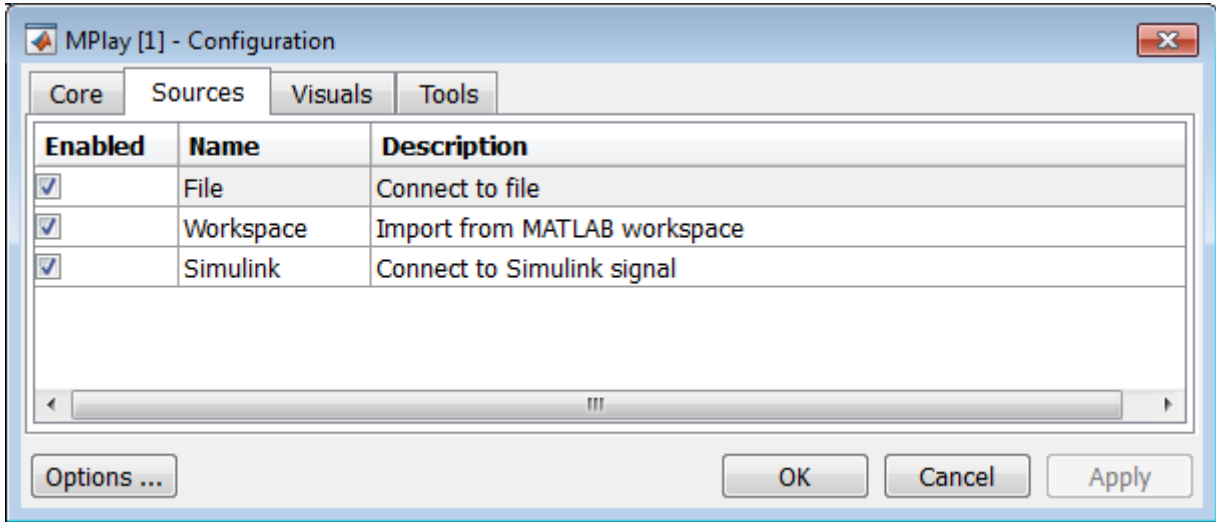 MPlay [1] - Configuration
Core Sources Visuals Tools
Enabled Name Description
File Connect to file
Workspace Import from MATLAB workspace
Simulink Connect to Simulink signal
Options ... OK Cancel Apply